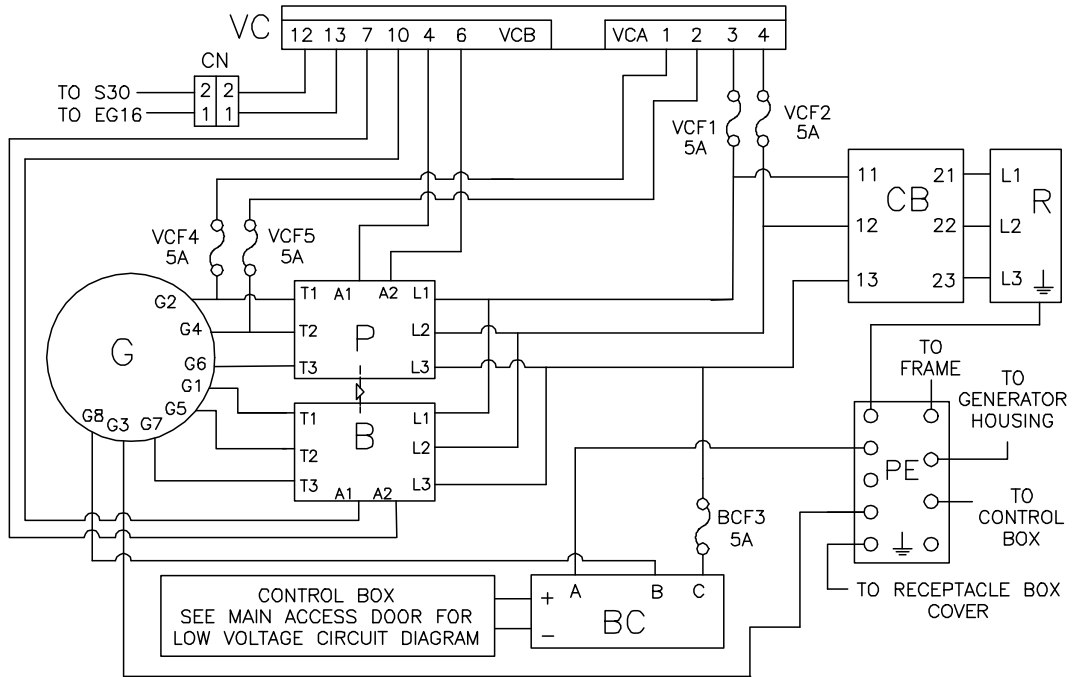 VC
12 13 7 10 4 6 VCB
VCA 1 2 3 4
CN
TO S30
2 2
TO EG16
1 1
VCF1
5A
VCF2
5A
VCF4
5A
VCF5
5A
11 21
CB
12 22
13 23
L1
R
L2
L3
G
G2
G4
G6
G1
G5
G8 G3 G7
T1 A1 A2 L1
T2 P L2
T3 L3
T1 L1
B
T2 L2
T3 L3
A1 A2
TO
FRAME
TO
GENERATOR
HOUSING
PE
TO
CONTROL
BOX
BCF3
5A
TO RECEPTACLE BOX
COVER
CONTROL BOX
SEE MAIN ACCESS DOOR FOR
LOW VOLTAGE CIRCUIT DIAGRAM
+ A B C
BC
−